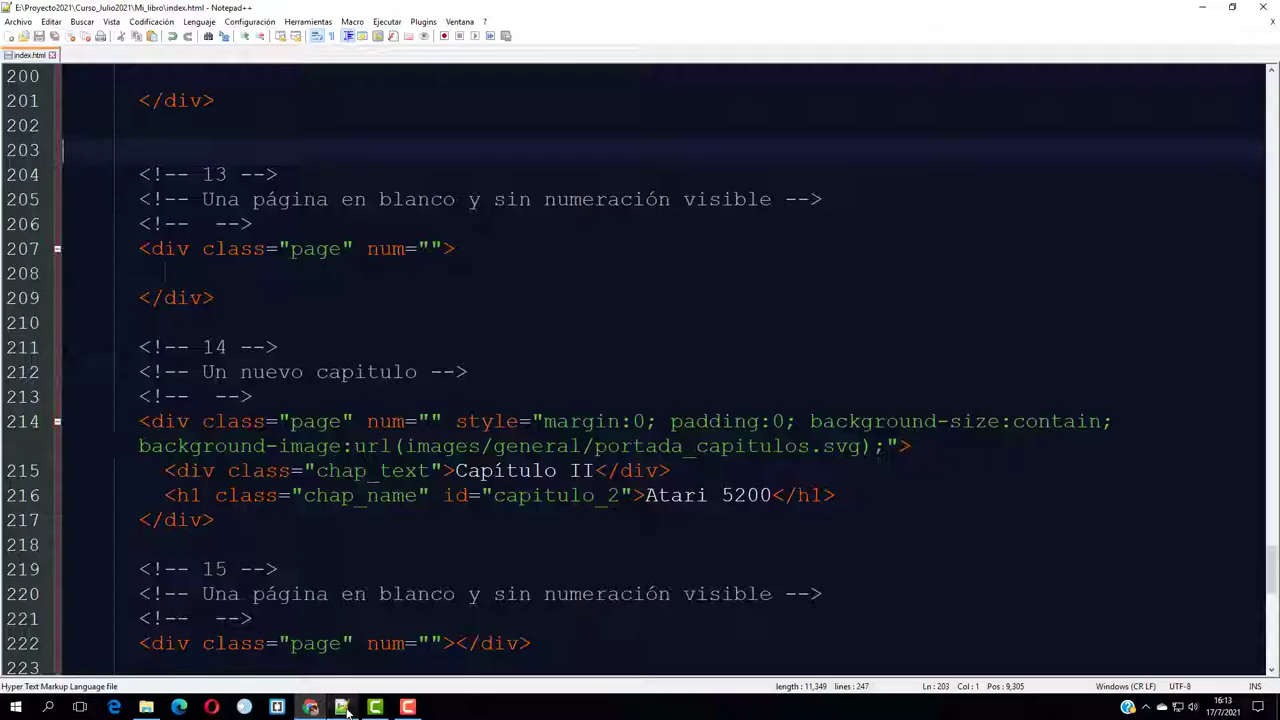 E:\Proyecto2021\Curso_Julio2021\Mi_libro\index.html - Notepad++
Archivo Editar Buscar Vista Codificación Lenguaje Configuración Herramientas Macro Ejecutar Plugins Ventana ?
index.html
200
201 </div>
202
203
204 <!-- 13 -->
205 <!-- Una página en blanco y sin numeración visible -->
206 <!--  -->
207 <div class="page" num="">
208
209 </div>
210
211 <!-- 14 -->
212 <!-- Un nuevo capitulo -->
213 <!--  -->
214 <div class="page" num="" style="margin:0; padding:0; background-size:contain;
background-image:url(images/general/portada_capitulos.svg);">
215 <div class="chap_text">Capítulo II</div>
216 <h1 class="chap_name" id="capitulo_2">Atari 5200</h1>
217 </div>
218
219 <!-- 15 -->
220 <!-- Una página en blanco y sin numeración visible -->
221 <!--  -->
222 <div class="page" num=""></div>
223
Hyper Text Markup Language file length : 11,349 lines : 247 Ln : 203 Col : 1 Pos : 9,305 Windows (CR LF) UTF-8 INS
16:13
17/7/2021